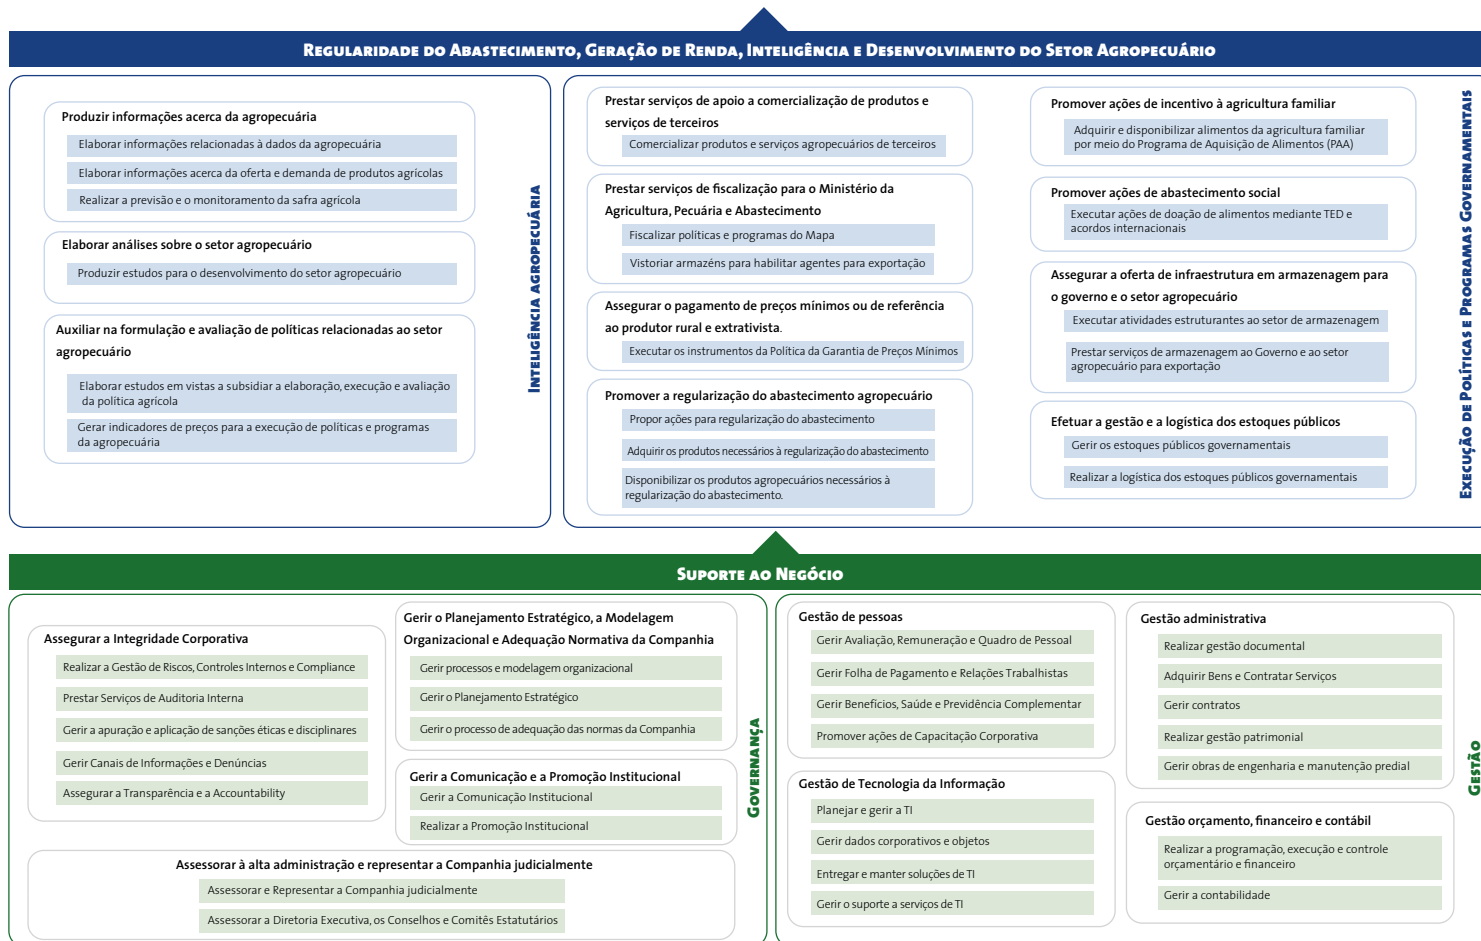 Regularidade do Abastecimento, Geração de Renda, Inteligência e Desenvolvimento do Setor Agropecuário
Produzir informações acerca da agropecuária
Elaborar informações relacionadas à dados da agropecuária
Elaborar informações acerca da oferta e demanda de produtos agrícolas
Realizar a previsão e o monitoramento da safra agrícola
Elaborar análises sobre o setor agropecuário
Produzir estudos para o desenvolvimento do setor agropecuário
Auxiliar na formulação e avaliação de políticas relacionadas ao setor
agropecuário
Elaborar estudos em vistas a subsidiar a elaboração, execução e avaliação
da política agrícola
Gerar indicadores de preços para a execução de políticas e programas
da agropecuária
Inteligência agropecuária
Prestar serviços de apoio a comercialização de produtos e
serviços de terceiros
Comercializar produtos e serviços agropecuários de terceiros
Prestar serviços de fiscalização para o Ministério da
Agricultura, Pecuária e Abastecimento
Fiscalizar políticas e programas do Mapa
Vistoriar armazéns para habilitar agentes para exportação
Assegurar o pagamento de preços mínimos ou de referência
ao produtor rural e extrativista.
Executar os instrumentos da Política da Garantia de Preços Mínimos
Promover a regularização do abastecimento agropecuário
Propor ações para regularização do abastecimento
Adquirir os produtos necessários à regularização do abastecimento
Disponibilizar os produtos agropecuários necessários à
regularização do abastecimento.
Promover ações de incentivo à agricultura familiar
Adquirir e disponibilizar alimentos da agricultura familiar
por meio do Programa de Aquisição de Alimentos (PAA)
Promover ações de abastecimento social
Executar ações de doação de alimentos mediante TED e
acordos internacionais
Assegurar a oferta de infraestrutura em armazenagem para
o governo e o setor agropecuário
Executar atividades estruturantes ao setor de armazenagem
Prestar serviços de armazenagem ao Governo e ao setor
agropecuário para exportação
Efetuar a gestão e a logística dos estoques públicos
Gerir os estoques públicos governamentais
Realizar a logística dos estoques públicos governamentais
Execução de Políticas e Programas Governamentais
Suporte ao Negócio
Assegurar a Integridade Corporativa
Realizar a Gestão de Riscos, Controles Internos e Compliance
Prestar Serviços de Auditoria Interna
Gerir a apuração e aplicação de sanções éticas e disciplinares
Gerir Canais de Informações e Denúncias
Assegurar a Transparência e a Accountability
Gerir o Planejamento Estratégico, a Modelagem
Organizacional e Adequação Normativa da Companhia
Gerir processos e modelagem organizacional
Gerir o Planejamento Estratégico
Gerir o processo de adequação das normas da Companhia
Gerir a Comunicação e a Promoção Institucional
Gerir a Comunicação Institucional
Realizar a Promoção Institucional
Assessorar à alta administração e representar a Companhia judicialmente
Assessorar e Representar a Companhia judicialmente
Assessorar a Diretoria Executiva, os Conselhos e Comitês Estatutários
Governança
Gestão de pessoas
Gerir Avaliação, Remuneração e Quadro de Pessoal
Gerir Folha de Pagamento e Relações Trabalhistas
Gerir Benefícios, Saúde e Previdência Complementar
Promover ações de Capacitação Corporativa
Gestão de Tecnologia da Informação
Planejar e gerir a TI
Gerir dados corporativos e objetos
Entregar e manter soluções de TI
Gerir o suporte a serviços de TI
Gestão administrativa
Realizar gestão documental
Adquirir Bens e Contratar Serviços
Gerir contratos
Realizar gestão patrimonial
Gerir obras de engenharia e manutenção predial
Gestão orçamento, financeiro e contábil
Realizar a programação, execução e controle
orçamentário e financeiro
Gerir a contabilidade
Gestão